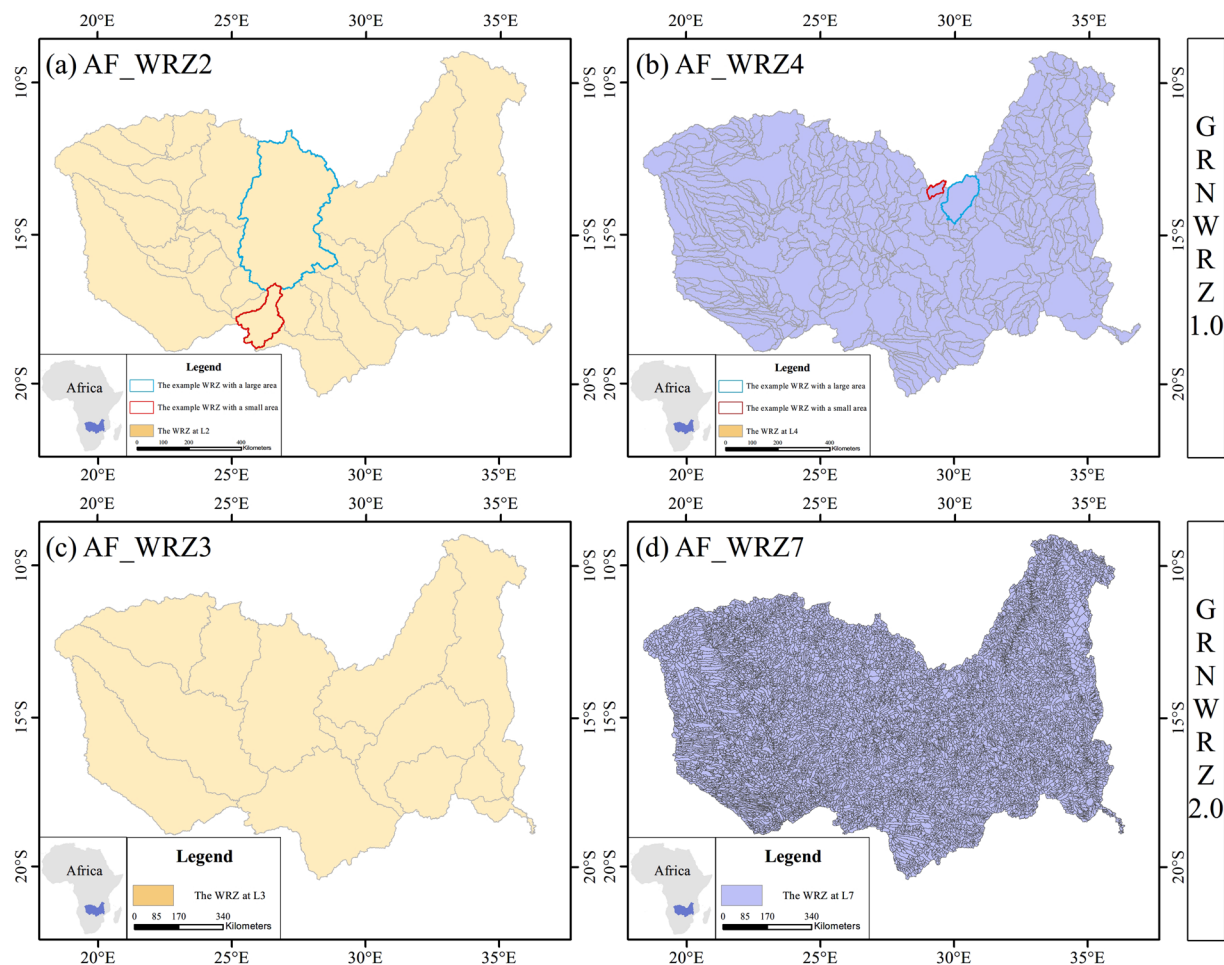 20°E 25°E 30°E 35°E
20°E 25°E 30°E 35°E
(a) AF_WRZ2
10°S
15°S
20°S
Africa
Legend
The example WRZ with a large area
The example WRZ with a small area
The WRZ at L2
0 100 200 400
Kilometers
10°S
15°S
20°S
20°E 25°E 30°E 35°E
(b) AF_WRZ4
10°S
15°S
20°S
Africa
Legend
The example WRZ with a large area
The example WRZ with a small area
The WRZ at L4
0 100 200 400
Kilometers
10°S
15°S
20°S
20°E 25°E 30°E 35°E
G
R
N
W
R
Z
1.0
20°E 25°E 30°E 35°E
20°E 25°E 30°E 35°E
(c) AF_WRZ3
10°S
15°S
20°S
Africa
Legend
The WRZ at L3
0 85 170 340
Kilometers
10°S
15°S
20°S
20°E 25°E 30°E 35°E
(d) AF_WRZ7
10°S
15°S
20°S
Africa
Legend
The WRZ at L7
0 85 170 340
Kilometers
10°S
15°S
20°S
20°E 25°E 30°E 35°E
G
R
N
W
R
Z
2.0